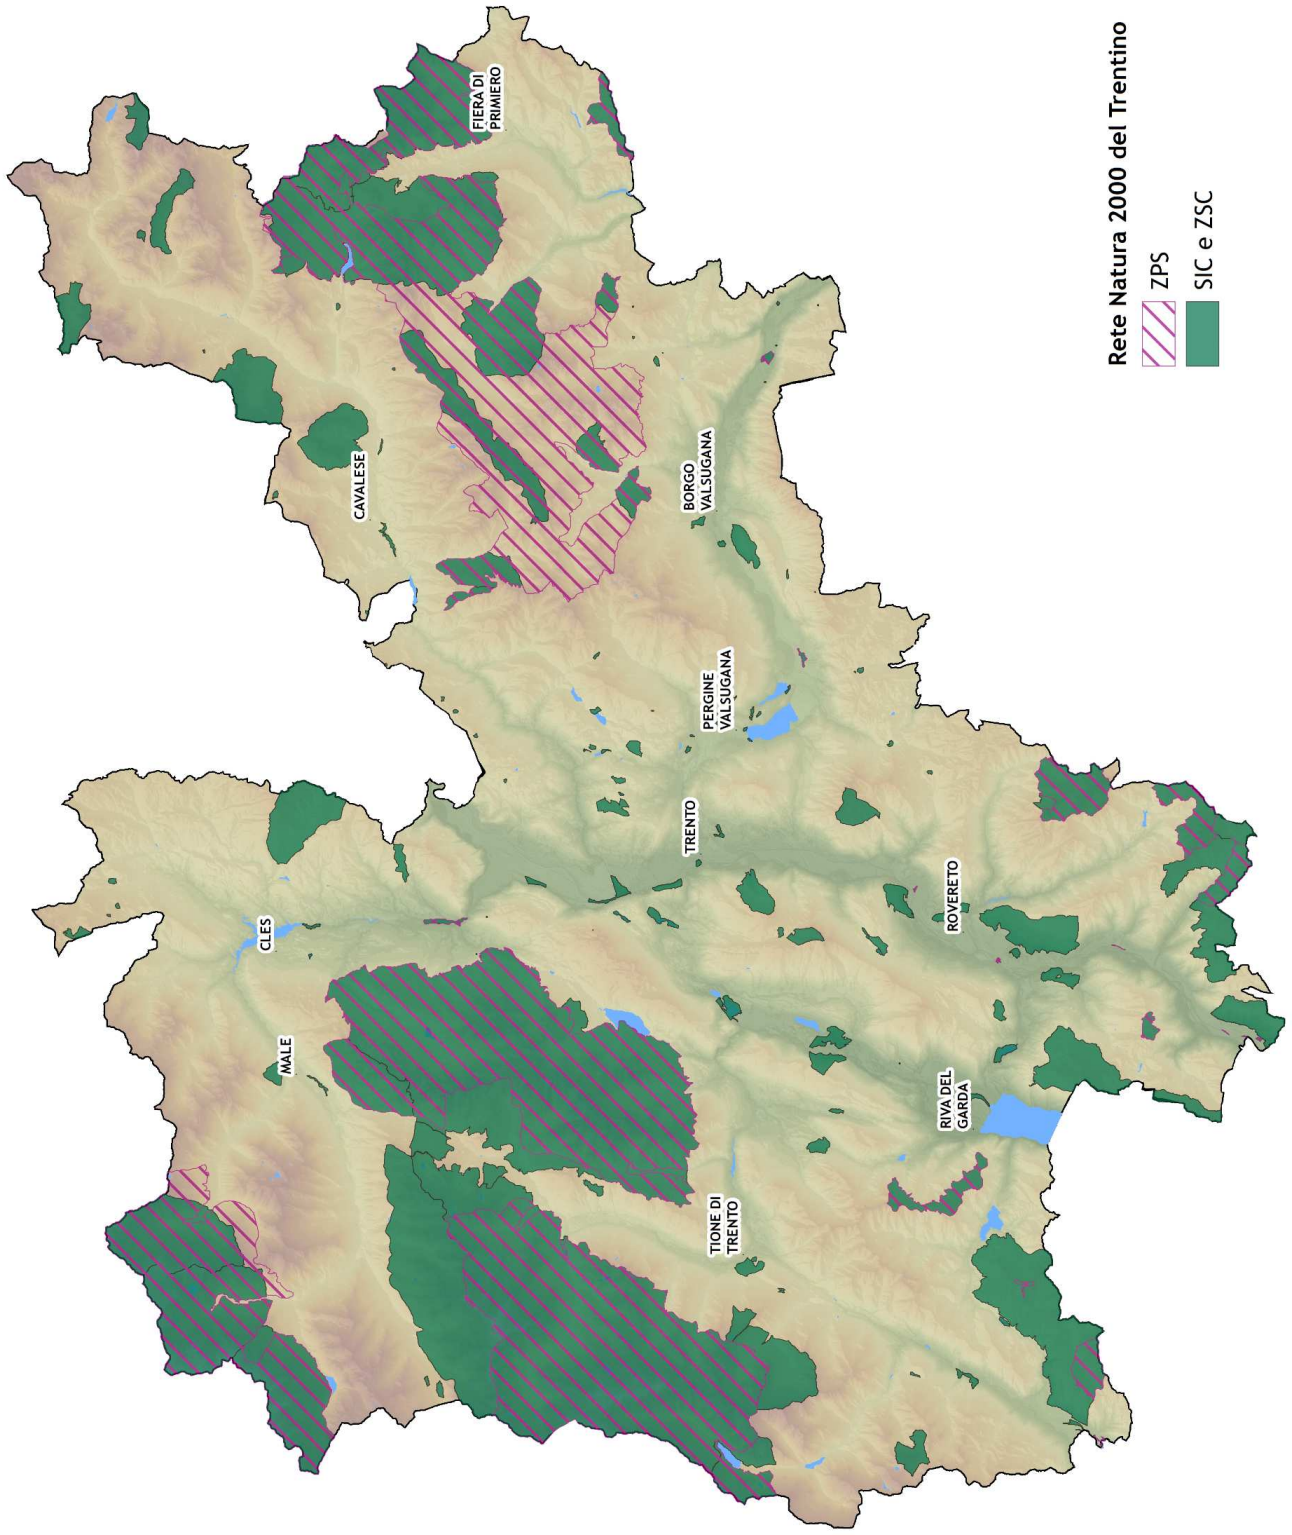 MALE
CLES
CAVALESE
FIERA DI
PRIMIERO
TIONE DI
TRENTO
TRENTO
PERGINE
VALSUGANA
BORGO
VALSUGANA
RIVA DEL
GARDA
ROVERETO
Rete Natura 2000 del Trentino
ZPS
SIC e ZSC